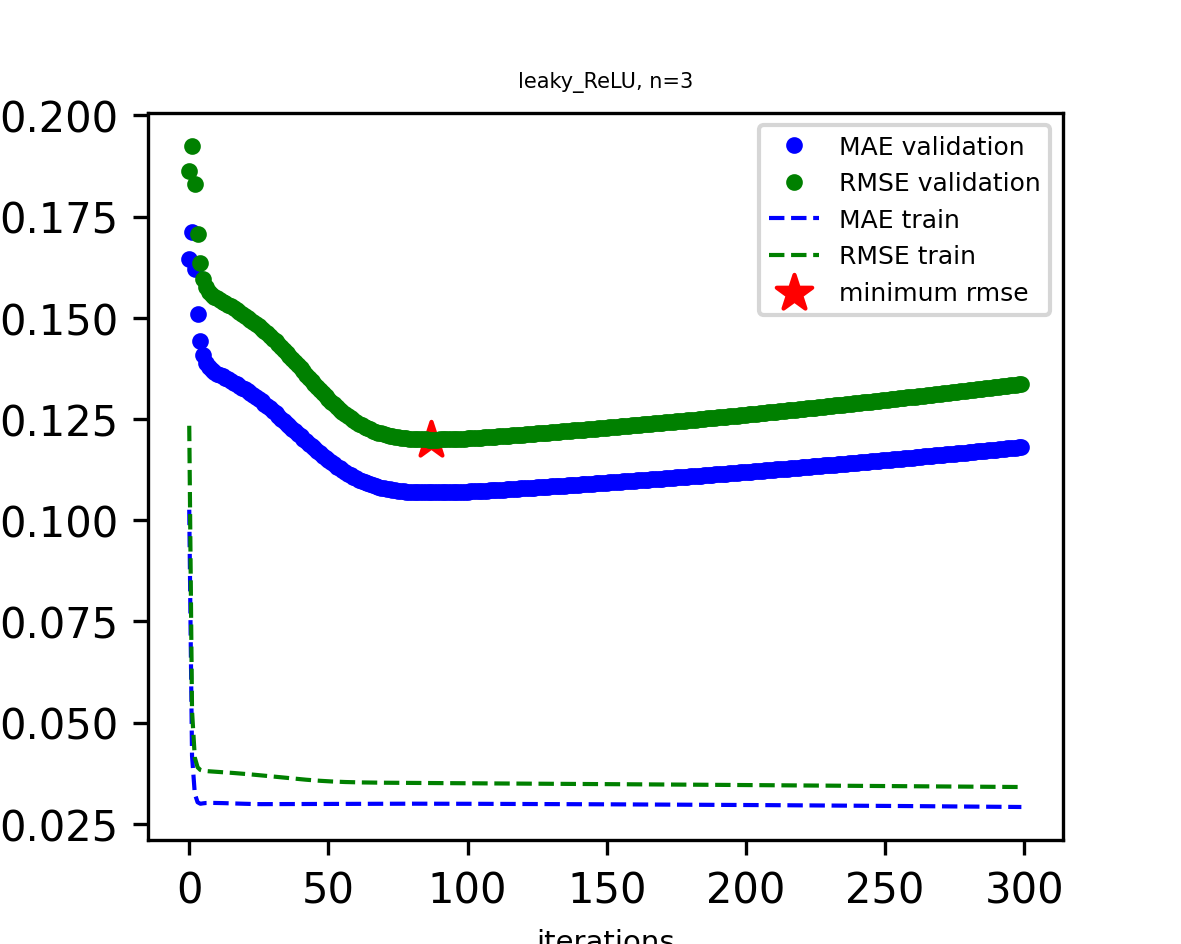 leaky_ReLU, n=3
0.200
0.175
0.150
0.125
0.100
0.075
0.050
0.025
MAE validation
RMSE validation
MAE train
RMSE train
minimum rmse
0 50 100 150 200 250 300
iterations